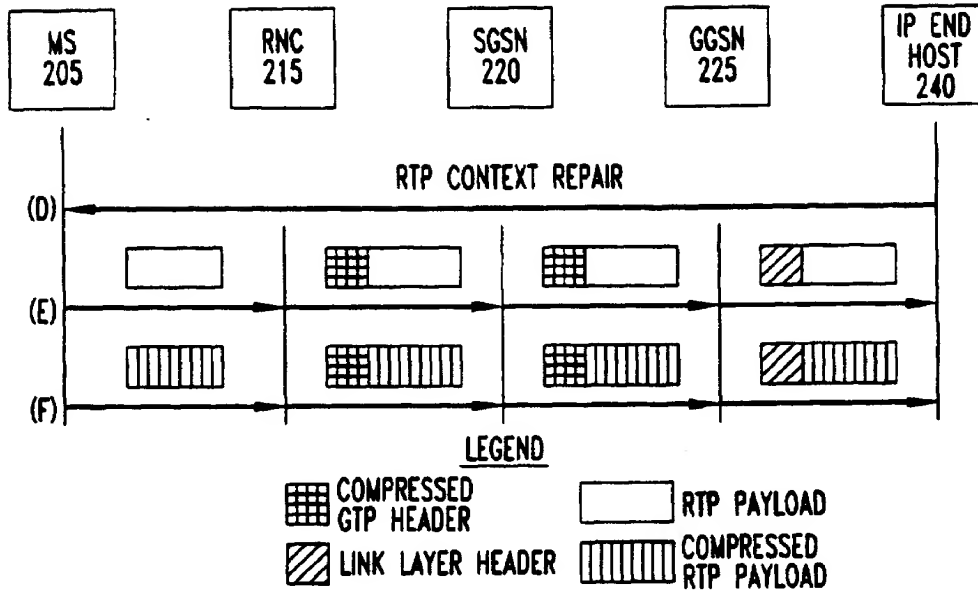 MS
205
RNC
215
SGSN
220
GGSN
225
IP END
HOST
240
RTP CONTEXT REPAIR
(D)
(E)
(F)
LEGEND
COMPRESSED
GTP HEADER
RTP PAYLOAD
LINK LAYER HEADER
COMPRESSED
RTP PAYLOAD